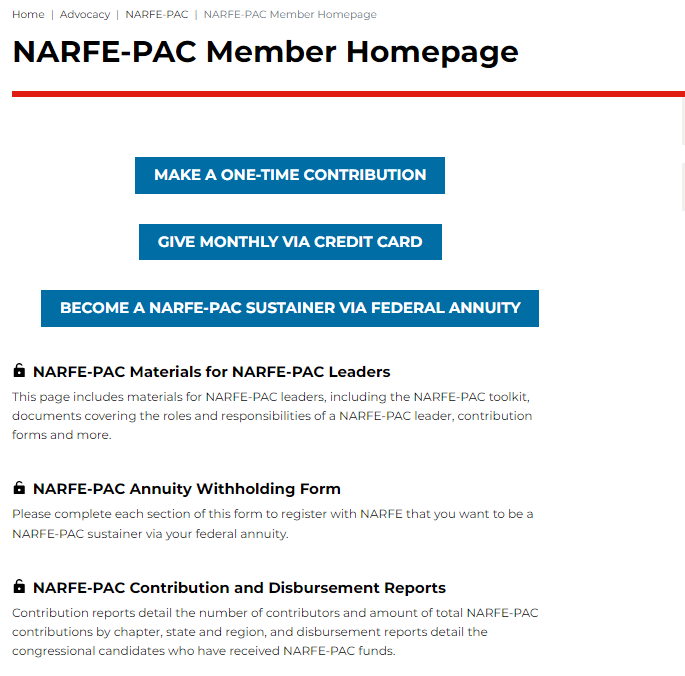 Home | Advocacy | NARFE-PAC | NARFE-PAC Member Homepage
NARFE-PAC Member Homepage
MAKE A ONE-TIME CONTRIBUTION
GIVE MONTHLY VIA CREDIT CARD
BECOME A NARFE-PAC SUSTAINER VIA FEDERAL ANNUITY
NARFE-PAC Materials for NARFE-PAC Leaders
This page includes materials for NARFE-PAC leaders, including the NARFE-PAC toolkit,
documents covering the roles and responsibilities of a NARFE-PAC leader, contribution
forms and more.
NARFE-PAC Annuity Withholding Form
Please complete each section of this form to register with NARFE that you want to be a
NARFE-PAC sustainer via your federal annuity.
NARFE-PAC Contribution and Disbursement Reports
Contribution reports detail the number of contributors and amount of total NARFE-PAC
contributions by chapter, state and region, and disbursement reports detail the
congressional candidates who have received NARFE-PAC funds.